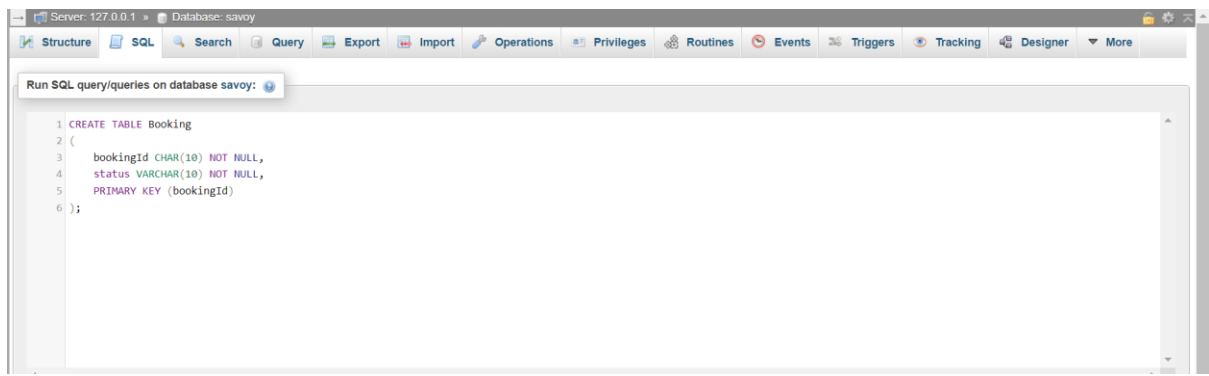 Server: 127.0.0.1 » Database: savoy
Structure SQL Search Query Export Import Operations Privileges Routines Events Triggers Tracking Designer More
Run SQL query/queries on database savoy:
1 CREATE TABLE Booking
2 (
3 bookingId CHAR(10) NOT NULL,
4 status VARCHAR(10) NOT NULL,
5 PRIMARY KEY (bookingId)
6 );